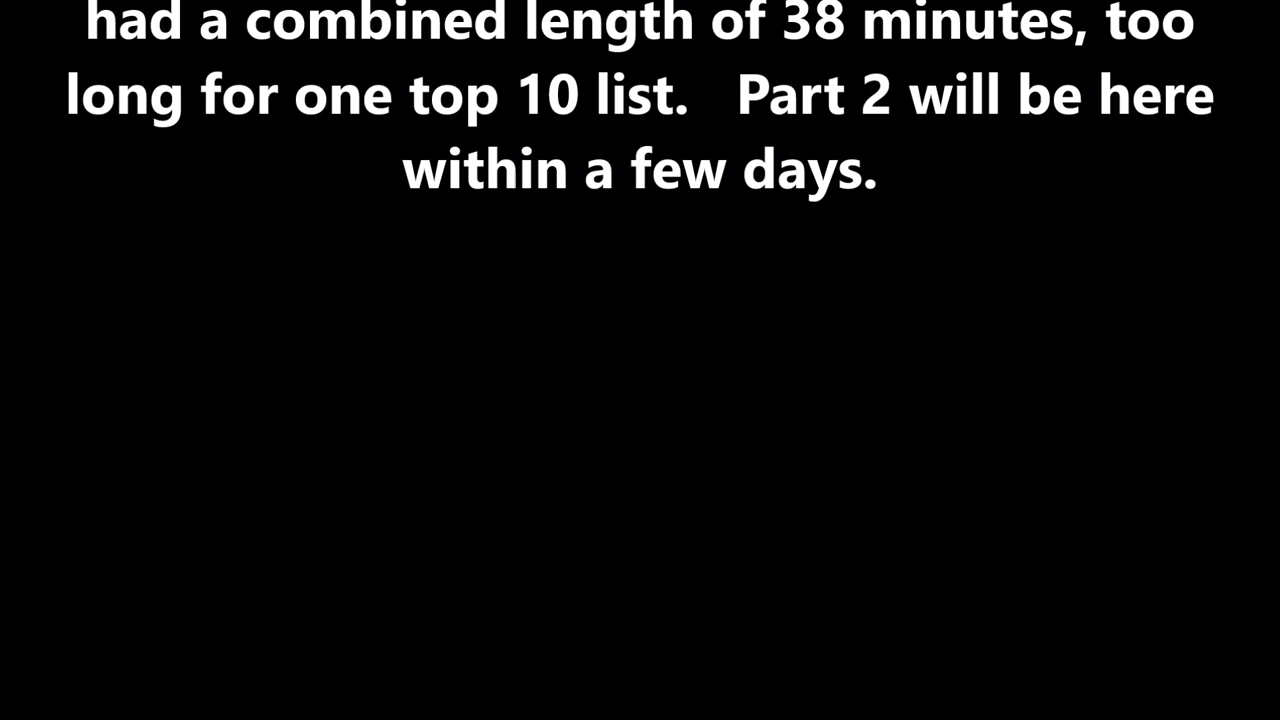 had a combined length of 38 minutes, too
long for one top 10 list.   Part 2 will be here
within a few days.